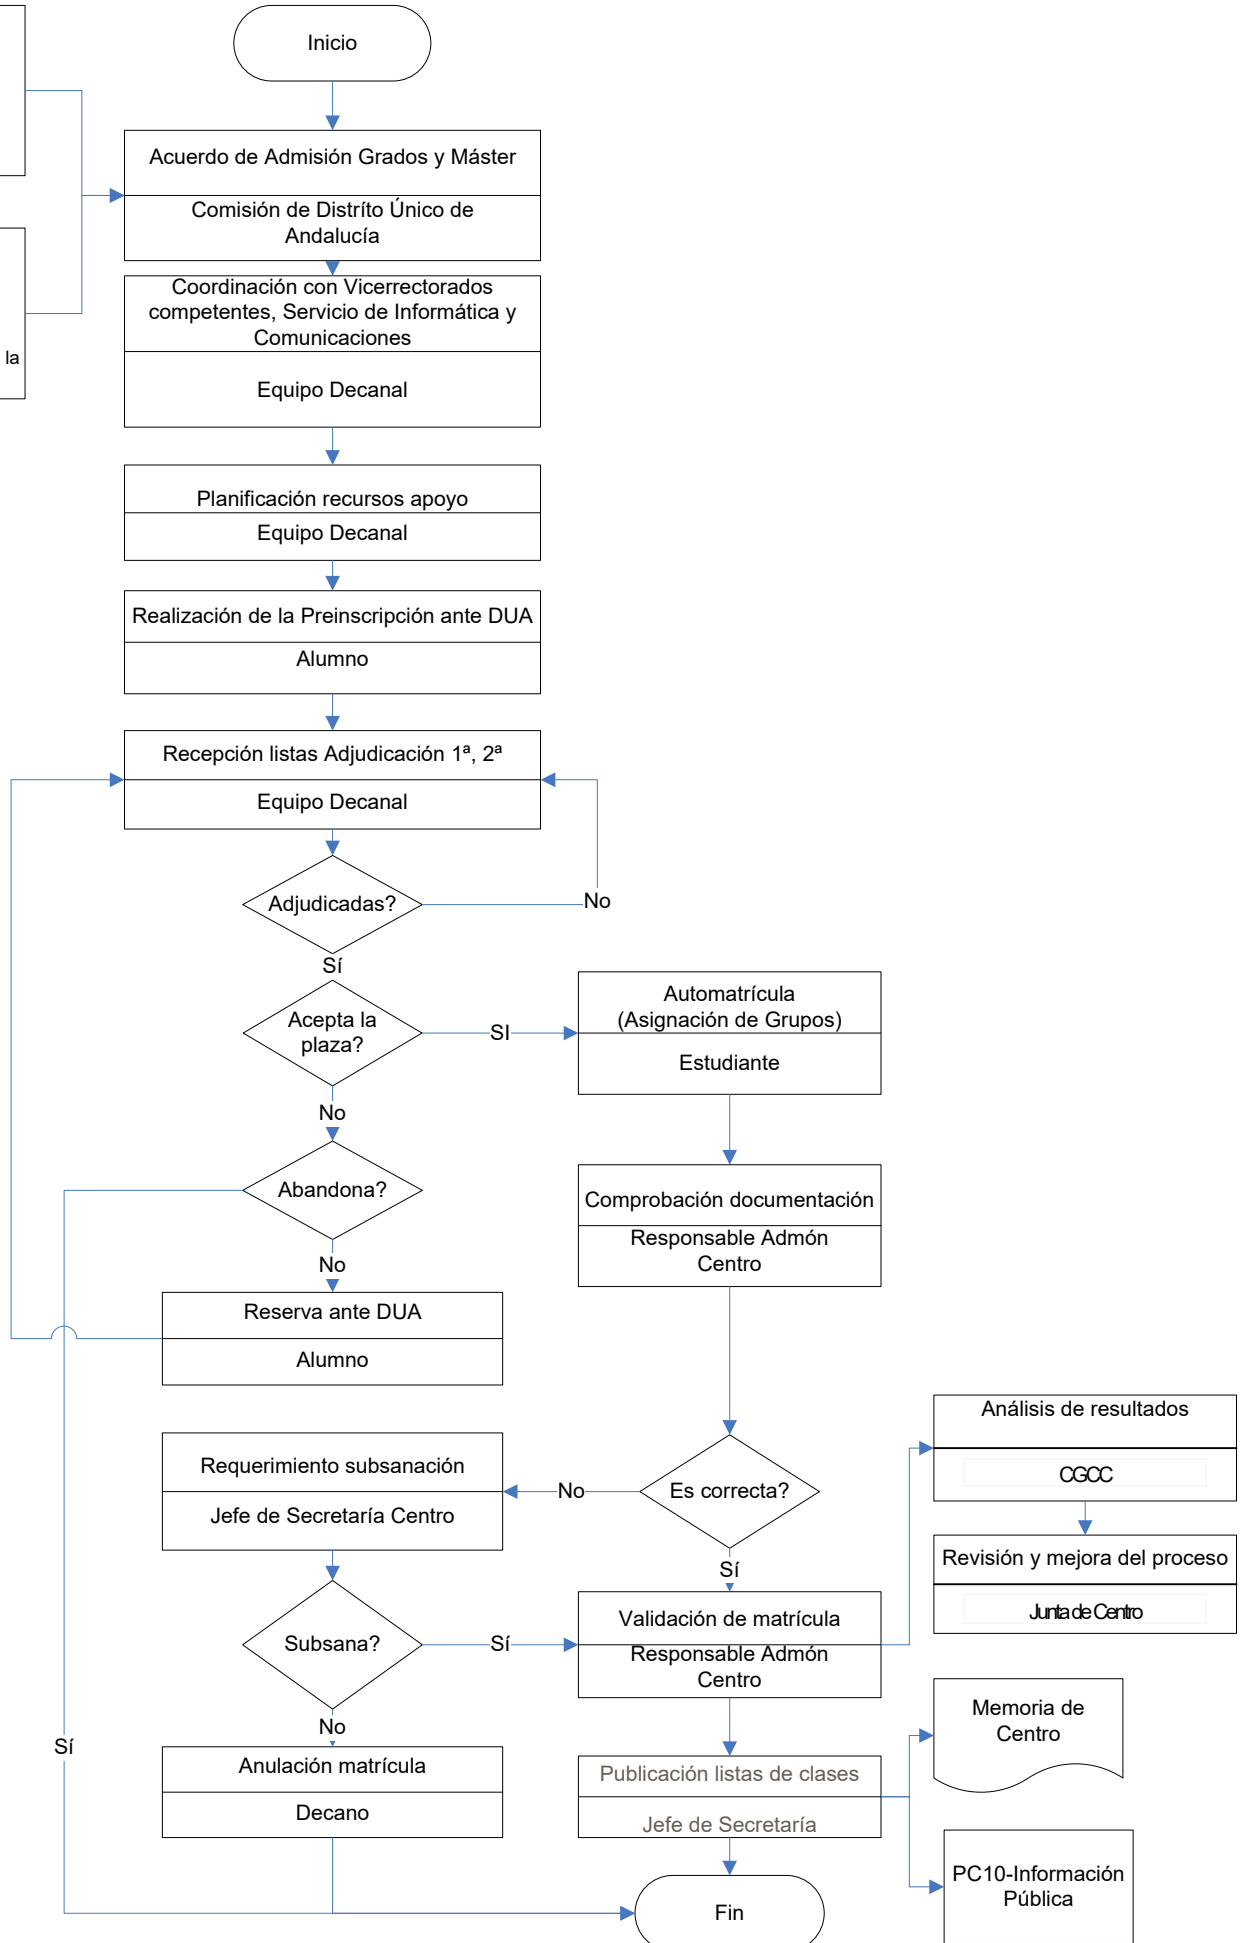 Inicio
Acuerdo de Admisión Grados y Máster
Comisión de Distríto Único de
Andalucía
Coordinación con Vicerrectorados
competentes, Servicio de Informática y
Comunicaciones
Equipo Decanal
la
Planificación recursos apoyo
Equipo Decanal
Realización de la Preinscripción ante DUA
Alumno
Recepción listas Adjudicación 1ª, 2ª
Equipo Decanal
Adjudicadas?
No
Sí
Acepta la
plaza?
SI
Automatrícula
(Asignación de Grupos)
Estudiante
No
Abandona?
Comprobación documentación
Responsable Admón
Centro
No
Reserva ante DUA
Alumno
Análisis de resultados
CGCC
Requerimiento subsanación
Jefe de Secretaría Centro
No
Es correcta?
Revisión y mejora del proceso
Junta de Centro
Sí
Subsana?
Sí
Validación de matrícula
Responsable Admón
Centro
No
Sí
Anulación matrícula
Decano
Publicación listas de clases
Jefe de Secretaría
Memoria de
Centro
PC10-Información
Pública
Fin